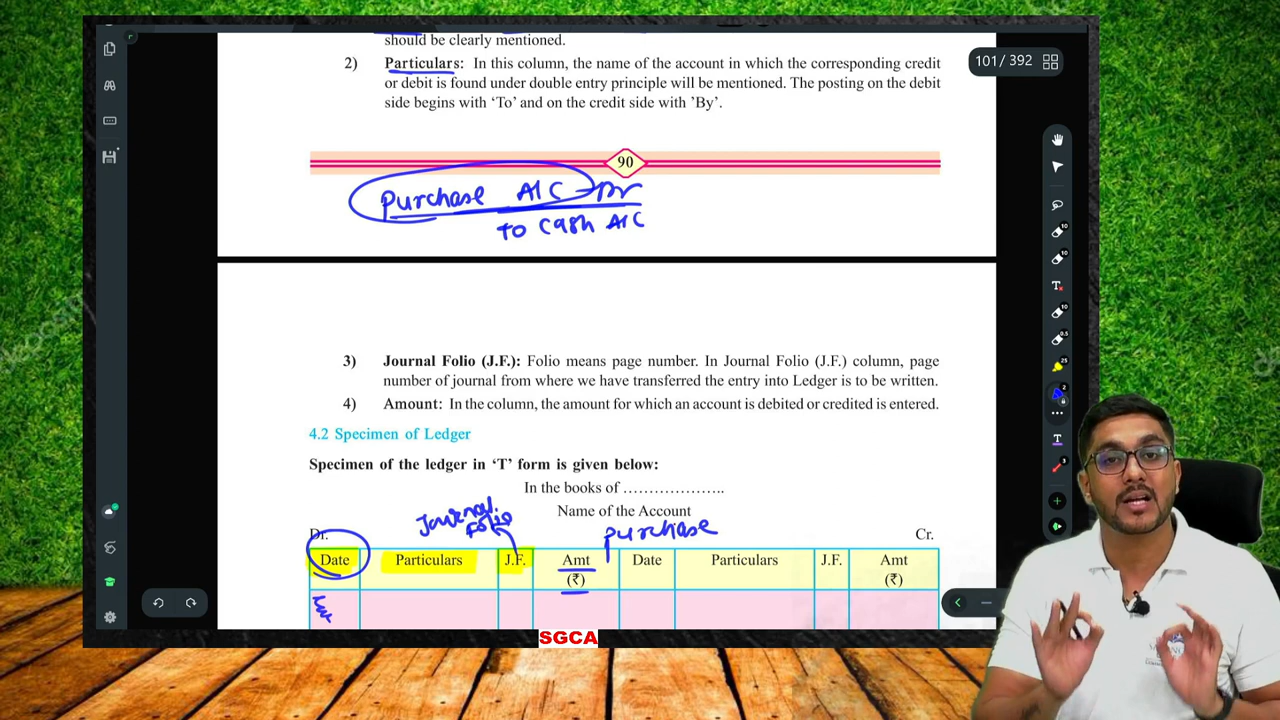 should be clearly mentioned.
101 / 392
2) Particulars: In this column, the name of the account in which the corresponding credit
or debit is found under double entry principle will be mentioned. The posting on the debit
side begins with ‘To’ and on the credit side with ’By’.
90
Purchase A/C Dr
To Cash A/C
3) Journal Folio (J.F.): Folio means page number. In Journal Folio (J.F.) column, page
number of journal from where we have transferred the entry into Ledger is to be written.
4) Amount: In the column, the amount for which an account is debited or credited is entered.
4.2 Specimen of Ledger
Specimen of the ledger in ‘T’ form is given below:
In the books of ………………..
Name of the Account
Journal
Folio
Purchase
Dr. Cr.
Date Particulars J.F. Amt Date Particulars J.F. Amt
(₹) (₹)
SGCA